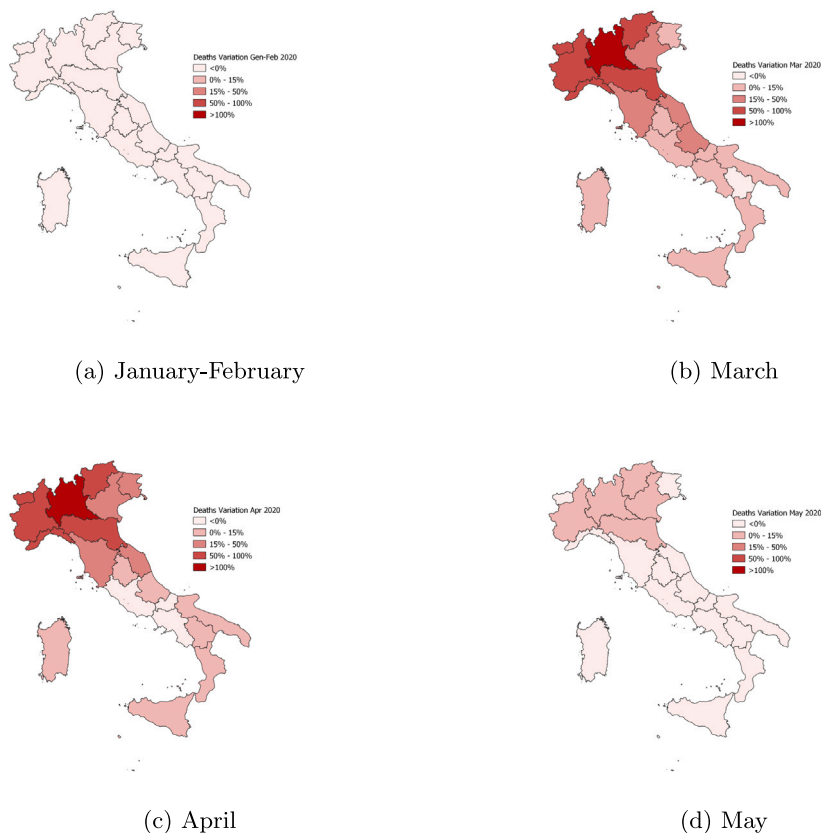 Deaths Variation Gen-Feb 2020
<0%
0% - 15%
15% - 50%
50% - 100%
>100%
(a) January-February
Deaths Variation Mar 2020
<0%
0% - 15%
15% - 50%
50% - 100%
>100%
(b) March
Deaths Variation Apr 2020
<0%
0% - 15%
15% - 50%
50% - 100%
>100%
(c) April
Deaths Variation May 2020
<0%
0% - 15%
15% - 50%
50% - 100%
>100%
(d) May